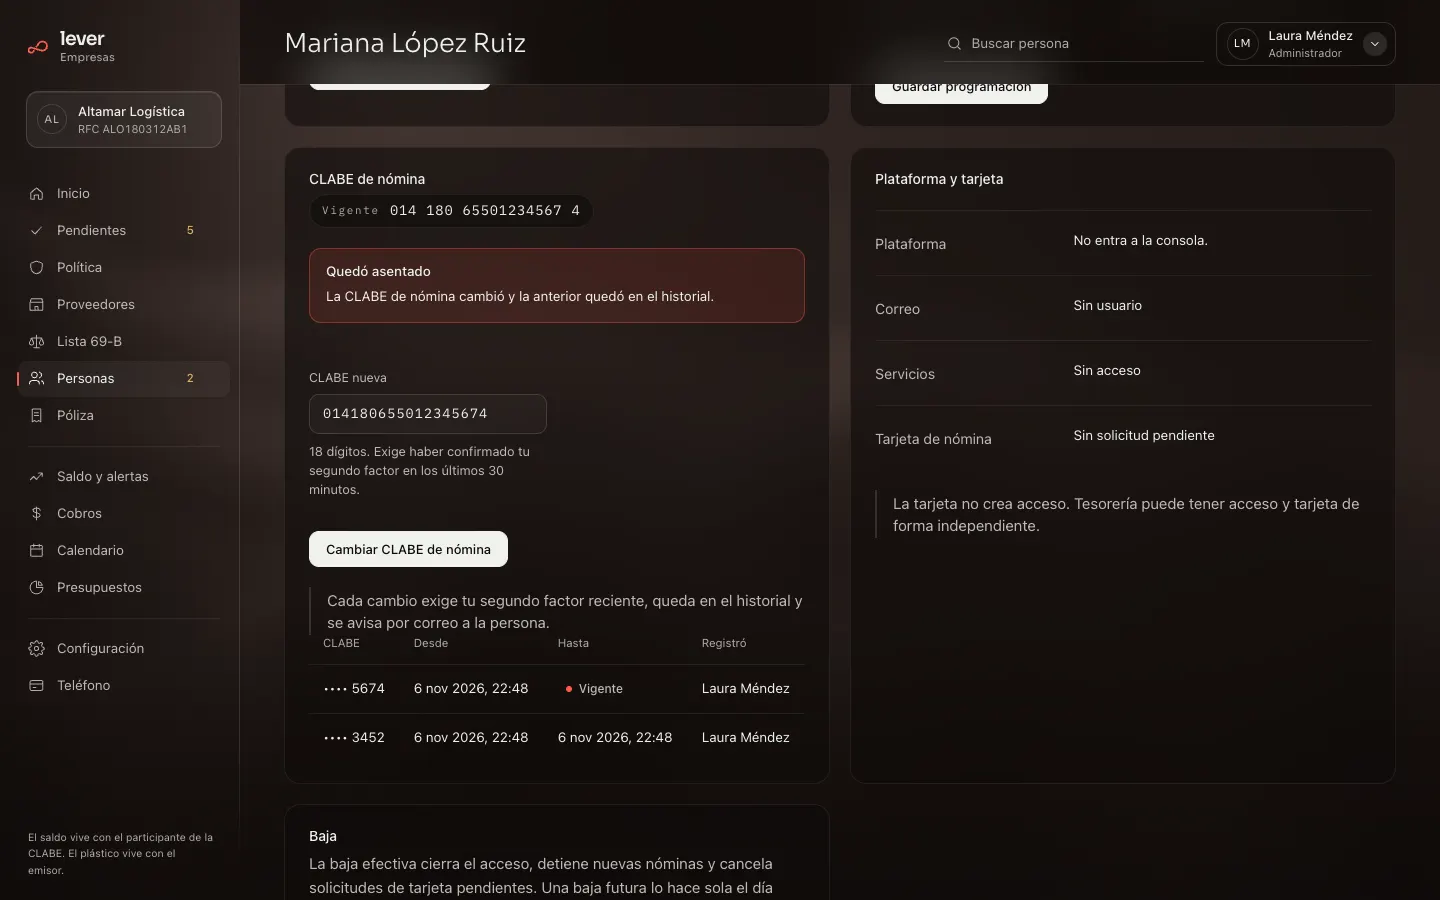 lever
Empresas
AL
Altamar Logística
RFC ALO180312AB1
Inicio
Pendientes 5
Política
Proveedores
Lista 69-B
Personas 2
Póliza
Saldo y alertas
Cobros
Calendario
Presupuestos
Configuración
Teléfono
El saldo vive con el participante de la
CLABE. El plástico vive con el
emisor.
Mariana López Ruiz
Buscar persona
LM
Laura Méndez
Administrador
Guardar programación
CLABE de nómina
Vigente 014 180 65501234567 4
Quedó asentado
La CLABE de nómina cambió y la anterior quedó en el historial.
CLABE nueva
014180655012345674
18 dígitos. Exige haber confirmado tu
segundo factor en los últimos 30
minutos.
Cambiar CLABE de nómina
Cada cambio exige tu segundo factor reciente, queda en el historial y
se avisa por correo a la persona.
CLABE Desde Hasta Registró
•••• 5674 6 nov 2026, 22:48 Vigente Laura Méndez
•••• 3452 6 nov 2026, 22:48 6 nov 2026, 22:48 Laura Méndez
Plataforma y tarjeta
Plataforma No entra a la consola.
Correo Sin usuario
Servicios Sin acceso
Tarjeta de nómina Sin solicitud pendiente
La tarjeta no crea acceso. Tesorería puede tener acceso y tarjeta de
forma independiente.
Baja
La baja efectiva cierra el acceso, detiene nuevas nóminas y cancela
solicitudes de tarjeta pendientes. Una baja futura lo hace sola el día